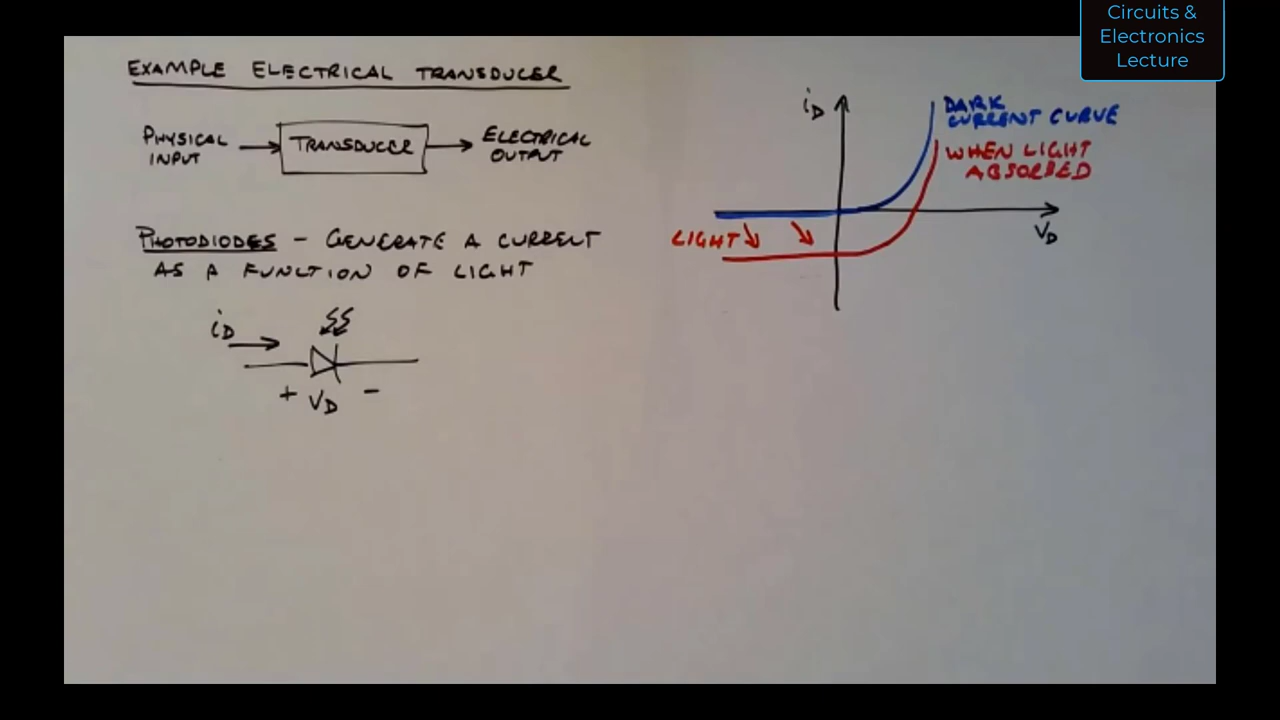 Circuits &
Electronics
Lecture
EXAMPLE ELECTRICAL TRANSDUCER
PHYSICAL
INPUT
TRANSDUCER
ELECTRICAL
OUTPUT
PHOTODIODES - GENERATE A CURRENT
AS A FUNCTION OF LIGHT
iD
+ VD -
iD
DARK
CURRENT CURVE
WHEN LIGHT
ABSORBED
LIGHT
VD